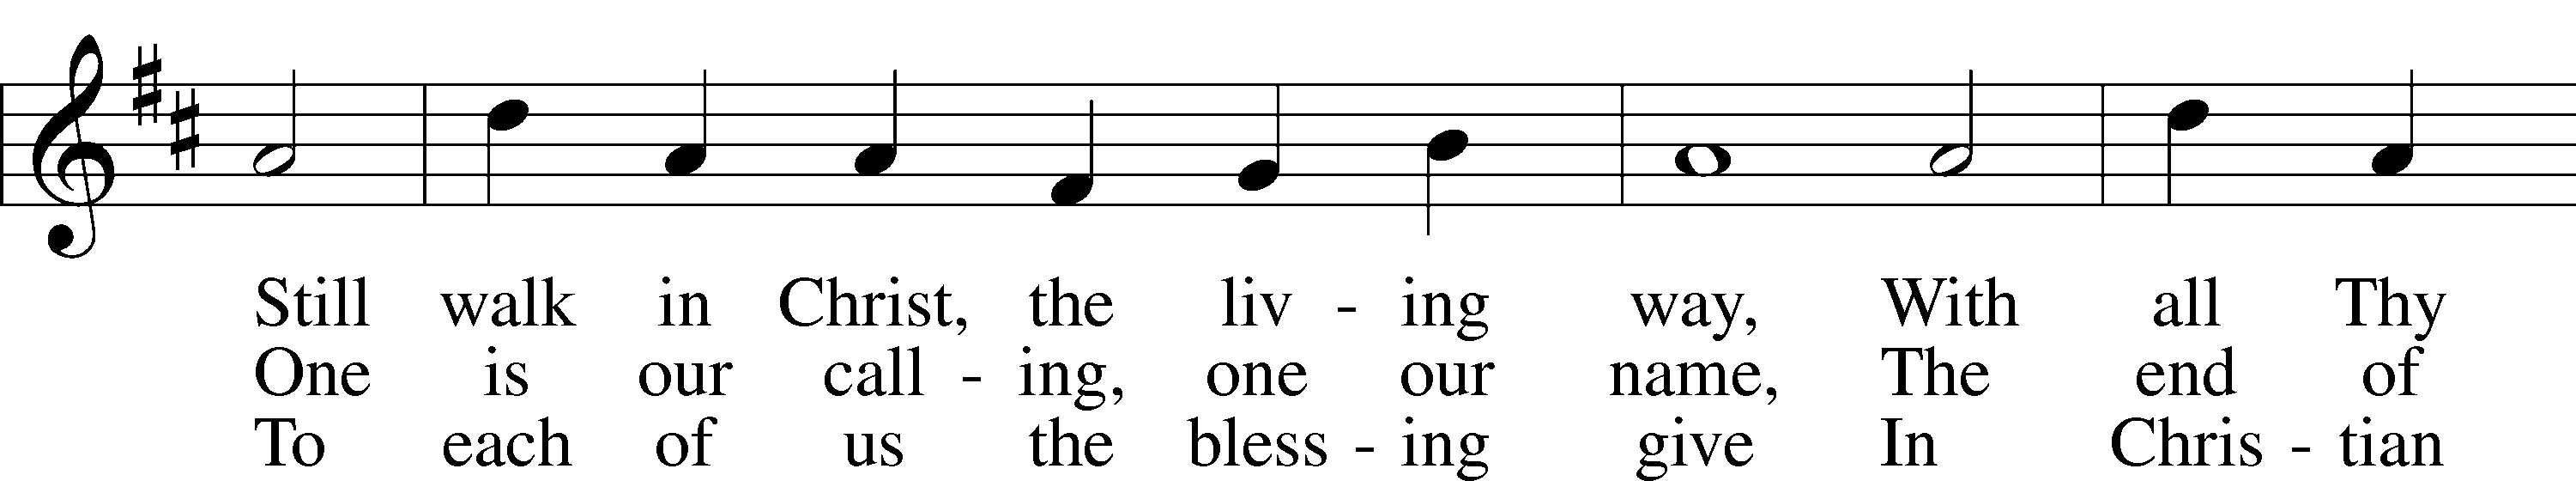 Still walk in Christ, the liv - ing way, With all Thy
One is our call - ing, one our name, The end of
To each of us the bless - ing give In Chris - tian